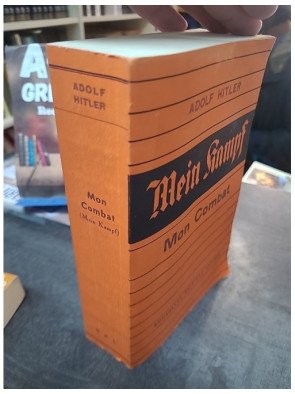 ADOLF
HITLER
Mon
Combat
(Mein Kampf)
ADOLF HITLER
Mein Kampf
Mon Combat